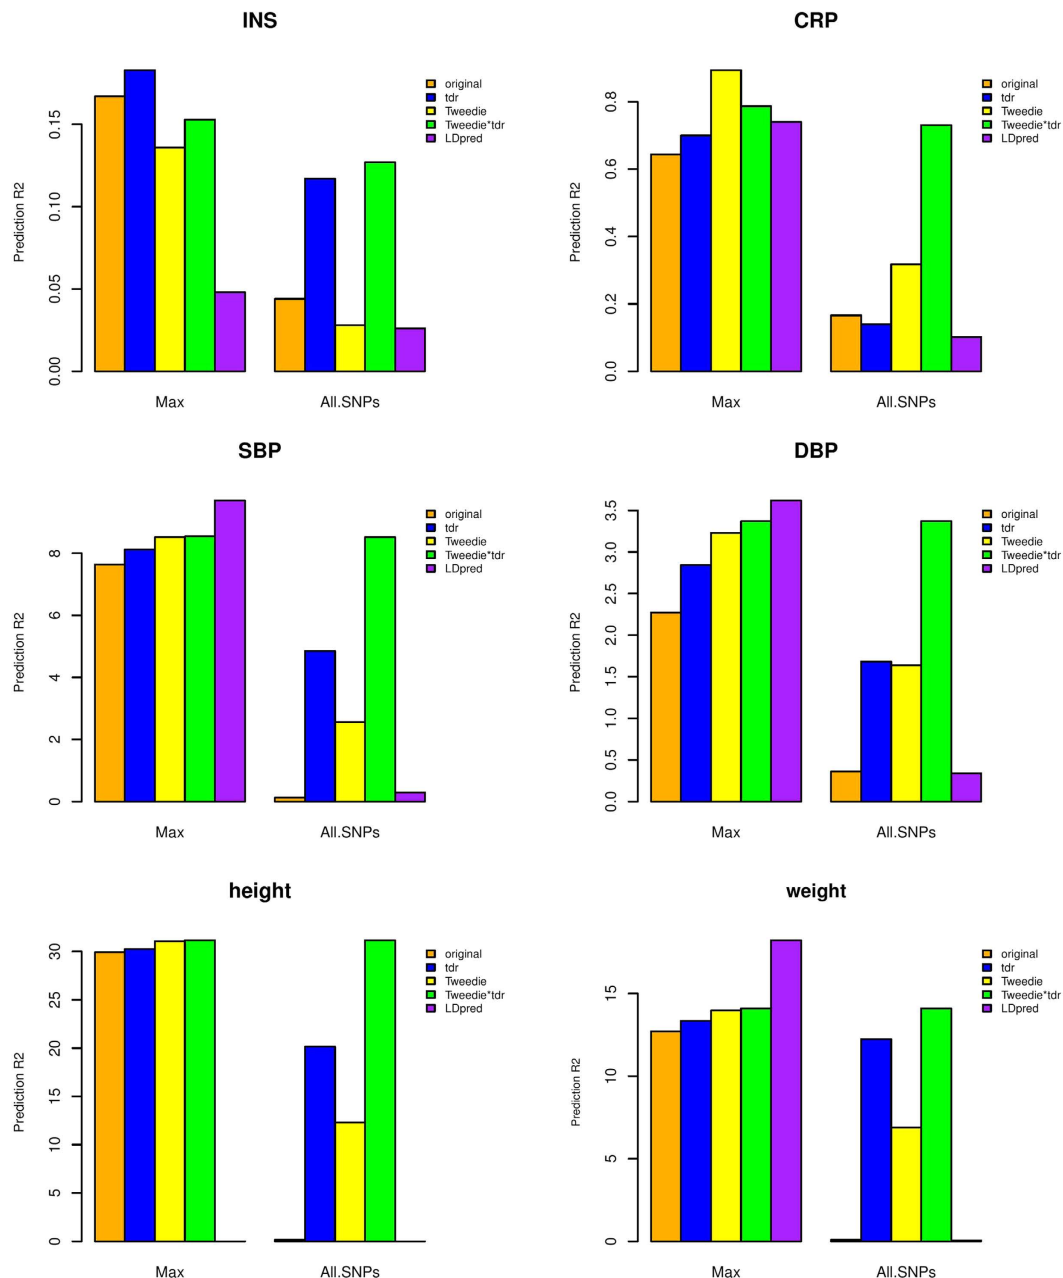 INS
original
tdr
Tweedie
Tweedie*tdr
LDpred
Prediction R2
0.00
0.05
0.10
0.15
Max
All.SNPs
CRP
original
tdr
Tweedie
Tweedie*tdr
LDpred
Prediction R2
0.0
0.2
0.4
0.6
0.8
Max
All.SNPs
SBP
original
tdr
Tweedie
Tweedie*tdr
LDpred
Prediction R2
0
2
4
6
8
Max
All.SNPs
DBP
original
tdr
Tweedie
Tweedie*tdr
LDpred
Prediction R2
0.0
0.5
1.0
1.5
2.0
2.5
3.0
3.5
Max
All.SNPs
height
original
tdr
Tweedie
Tweedie*tdr
LDpred
Prediction R2
0
5
10
15
20
25
30
Max
All.SNPs
weight
original
tdr
Tweedie
Tweedie*tdr
LDpred
Prediction R2
0
5
10
15
Max
All.SNPs